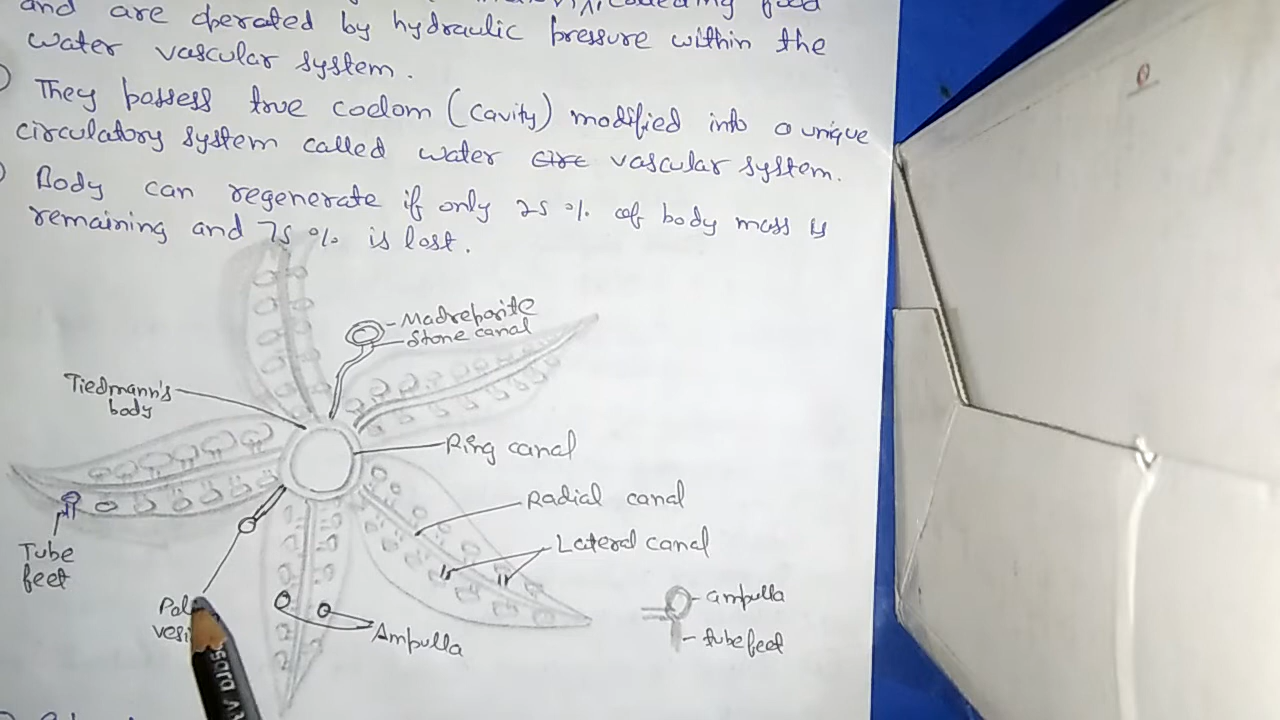 and are operated by hydraulic pressure within the
water vascular system.
They possess true coelom (cavity) modified into a unique
circulatory system called water vascular system.
Body can regenerate if only 25 % of body mass is
remaining and 75 % is lost.
Madreporite
Stone canal
Tiedmann's
body
Ring canal
Radial canal
Lateral canal
Tube
feet
Ampulla
ampulla
tube feet